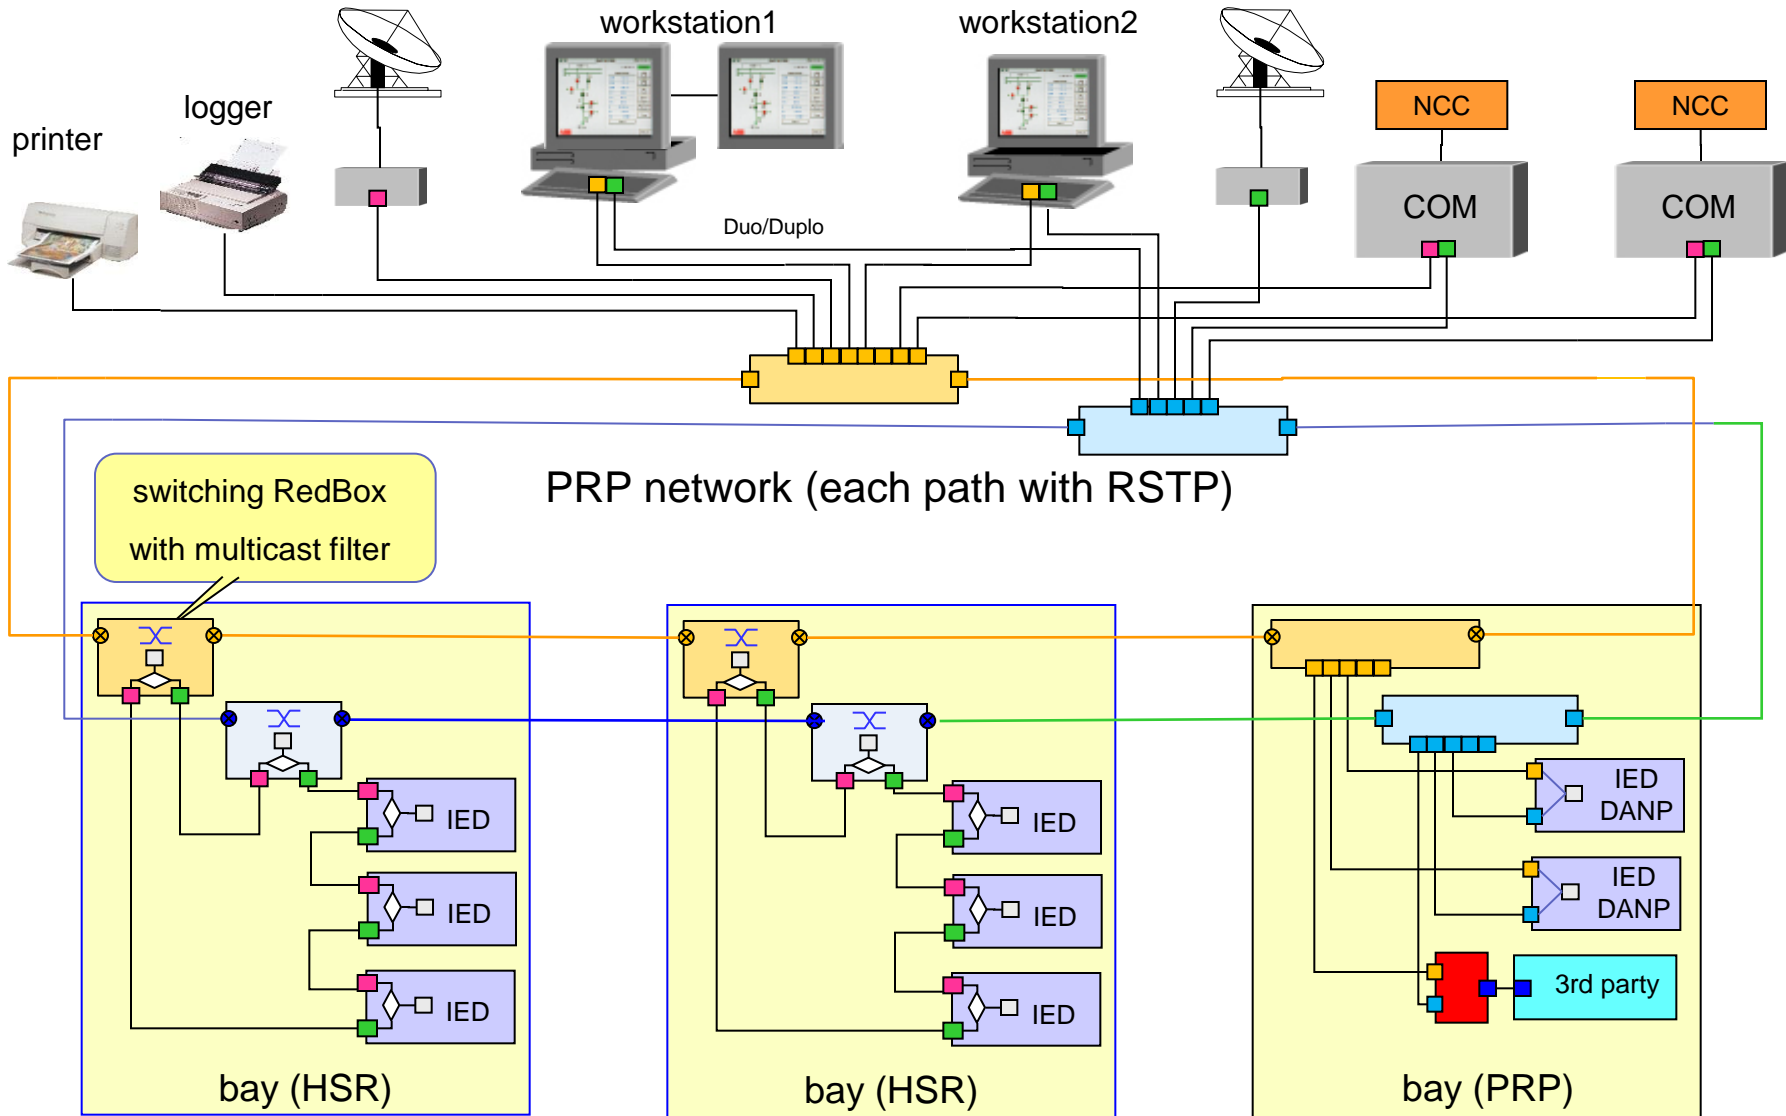 workstation1
workstation2
logger
printer
NCC
NCC
COM
COM
Duo/Duplo
PRP network (each path with RSTP)
switching RedBox
with multicast filter
IED
IED
IED
bay (HSR)
IED
IED
IED
bay (HSR)
IED
DANP
IED
DANP
3rd party
bay (PRP)